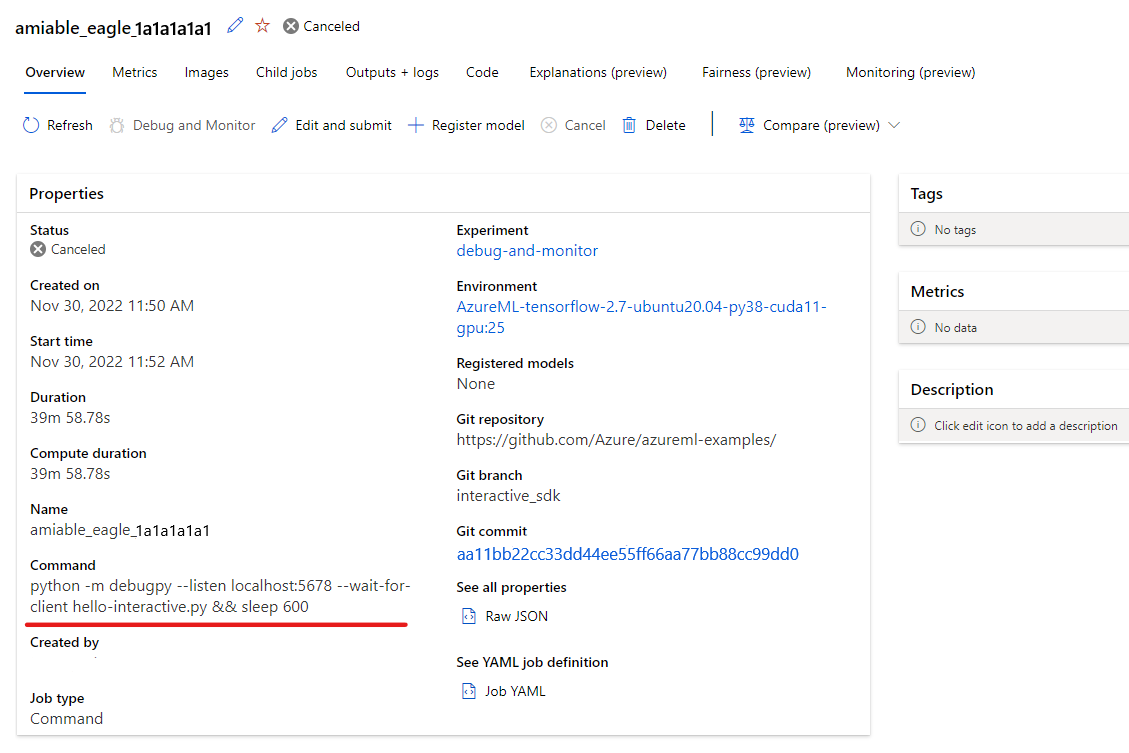 amiable_eagle_1a1a1a1a1 Canceled
Overview Metrics Images Child jobs Outputs + logs Code Explanations (preview) Fairness (preview) Monitoring (preview)
Refresh Debug and Monitor Edit and submit Register model Cancel Delete Compare (preview)
Properties
Status
Canceled
Created on
Nov 30, 2022 11:50 AM
Start time
Nov 30, 2022 11:52 AM
Duration
39m 58.78s
Compute duration
39m 58.78s
Name
amiable_eagle_1a1a1a1a1
Command
python -m debugpy --listen localhost:5678 --wait-for-
client hello-interactive.py && sleep 600
Created by
Job type
Command
Experiment
debug-and-monitor
Environment
AzureML-tensorflow-2.7-ubuntu20.04-py38-cuda11-
gpu:25
Registered models
None
Git repository
https://github.com/Azure/azureml-examples/
Git branch
interactive_sdk
Git commit
aa11bb22cc33dd44ee55ff66aa77bb88cc99dd0
See all properties
Raw JSON
See YAML job definition
Job YAML
Tags
No tags
Metrics
No data
Description
Click edit icon to add a description